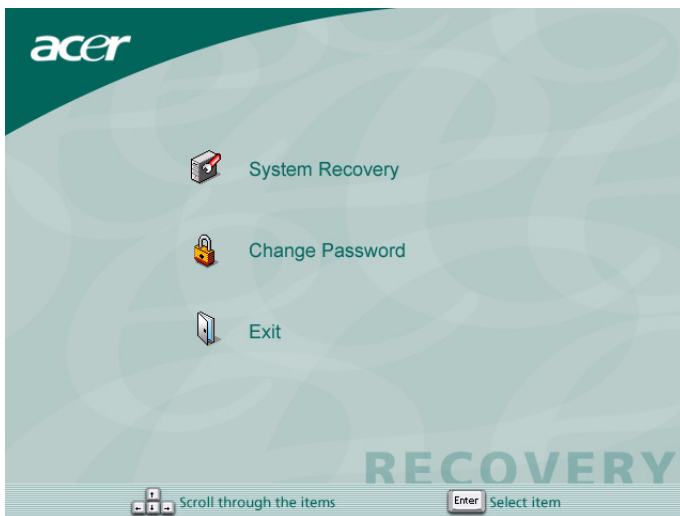 acer
System Recovery
Change Password
Exit
RECOVERY
↑
← ↓ → Scroll through the items
Enter Select item